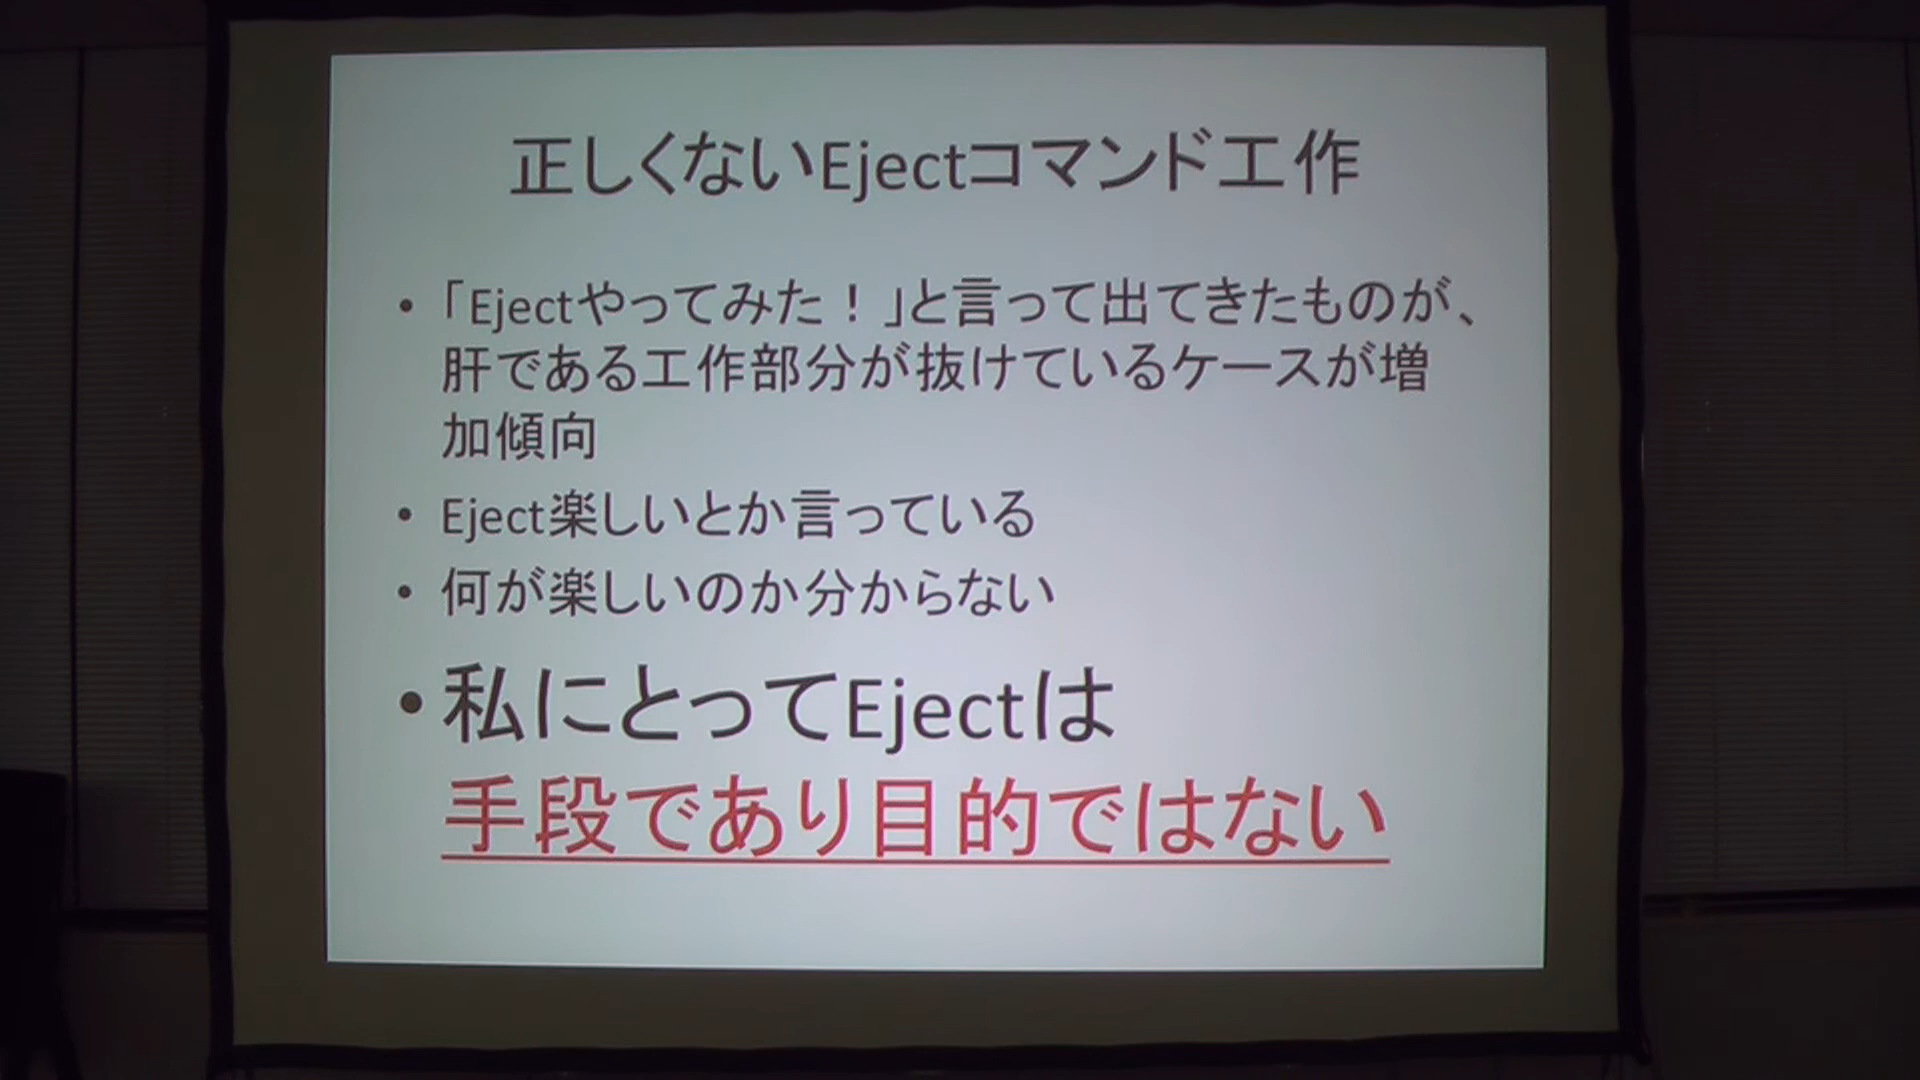 正しくないEjectコマンド工作
• 「Ejectやってみた！」と言って出てきたものが、
肝である工作部分が抜けているケースが増
加傾向
• Eject楽しいとか言っている
• 何が楽しいのか分からない
• 私にとってEjectは
手段であり目的ではない